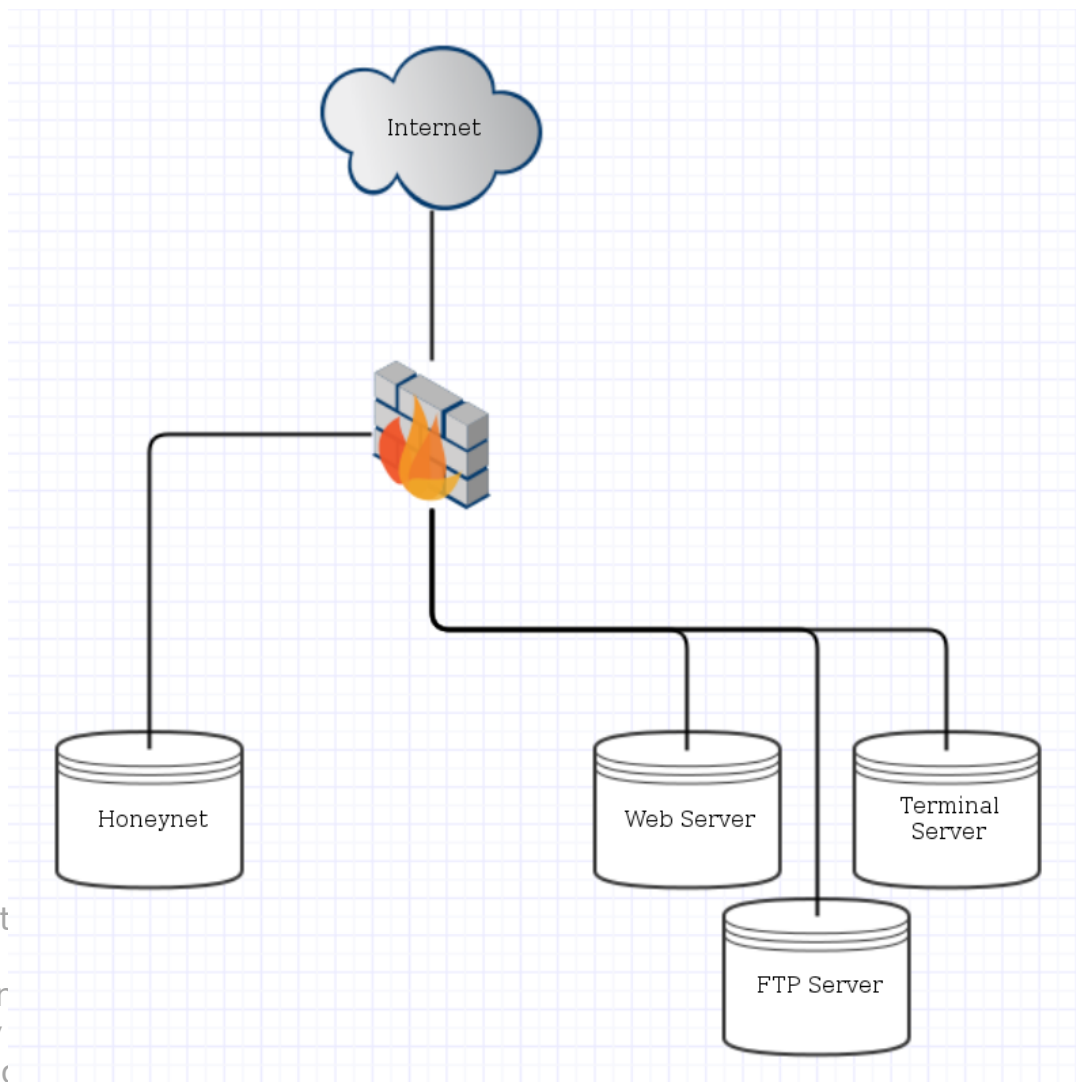 Internet
Honeynet
Web Server
Terminal
Server
FTP Server